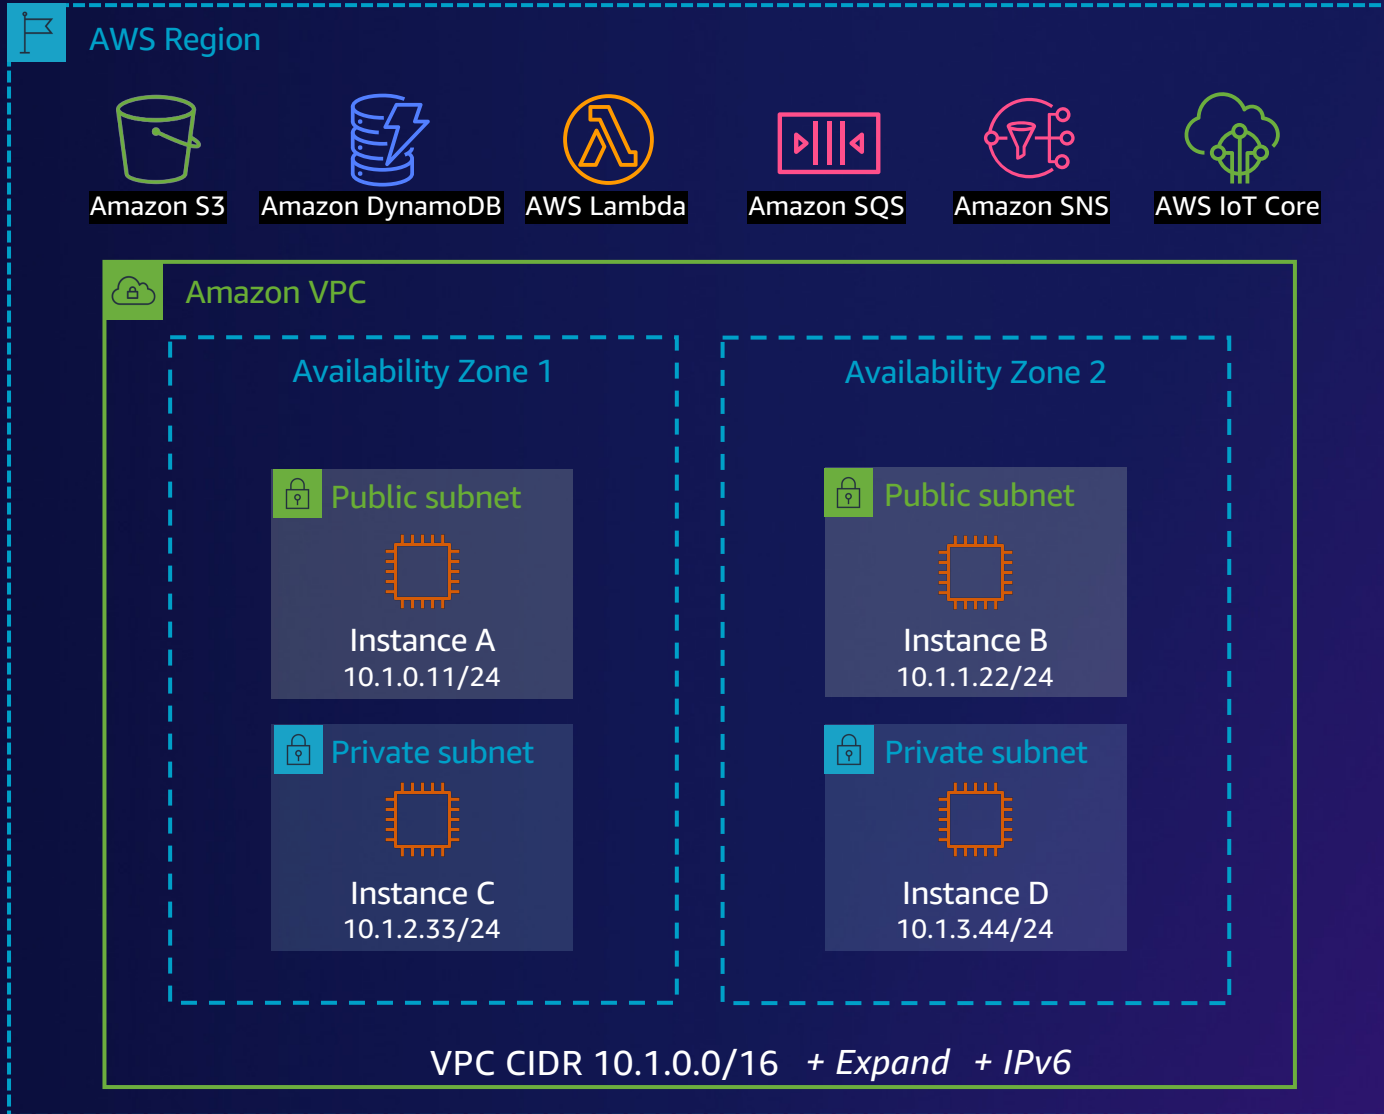 AWS Region
Amazon S3
Amazon DynamoDB
AWS Lambda
Amazon SQS
Amazon SNS
AWS IoT Core
Amazon VPC
Availability Zone 1
Public subnet
Instance A
10.1.0.11/24
Private subnet
Instance C
10.1.2.33/24
Availability Zone 2
Public subnet
Instance B
10.1.1.22/24
Private subnet
Instance D
10.1.3.44/24
VPC CIDR 10.1.0.0/16 + Expand + IPv6